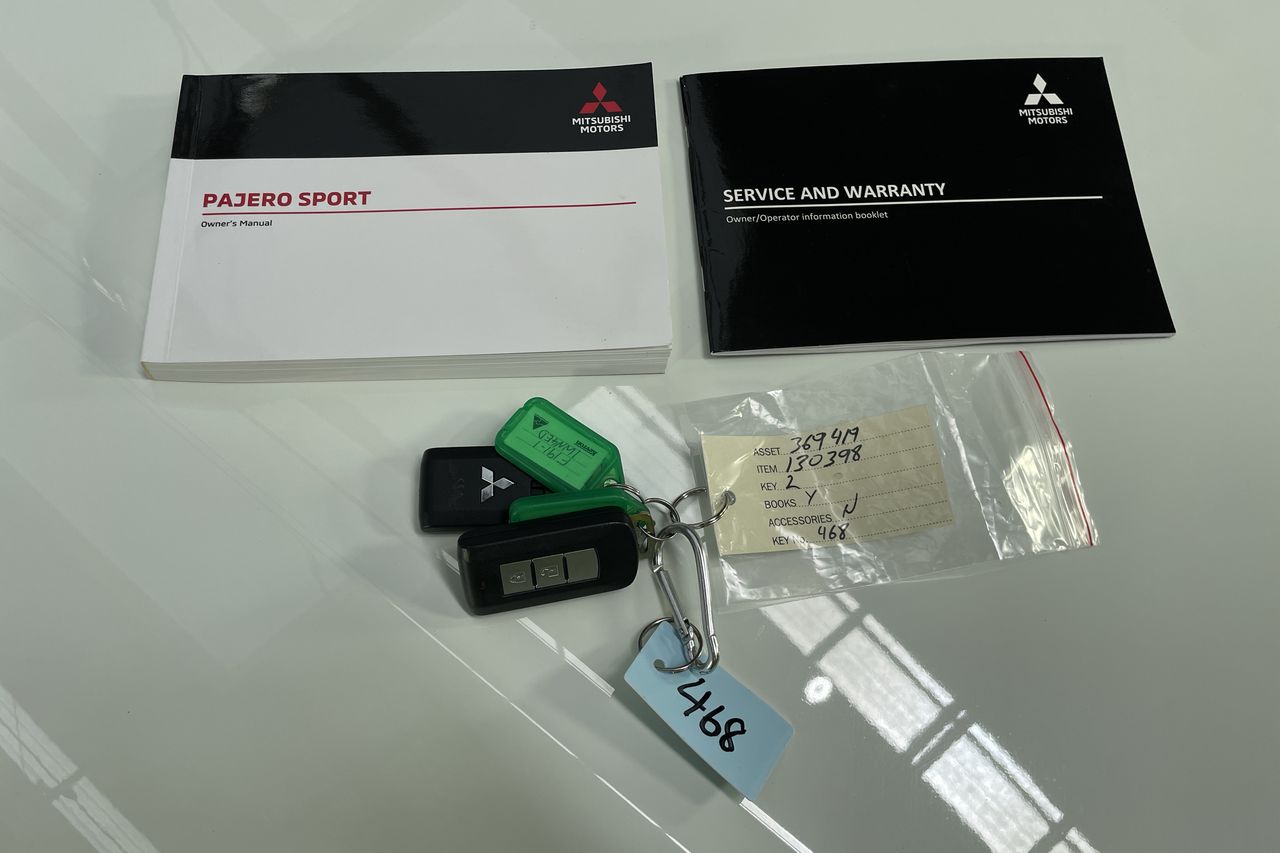 MITSUBISHI
MOTORS
PAJERO SPORT
Owner's Manual
MITSUBISHI
MOTORS
SERVICE AND WARRANTY
Owner/Operator information booklet
ASSET 369419
ITEM 130398
KEY 2
BOOKS Y
ACCESSORIES N
KEY No. 468
468